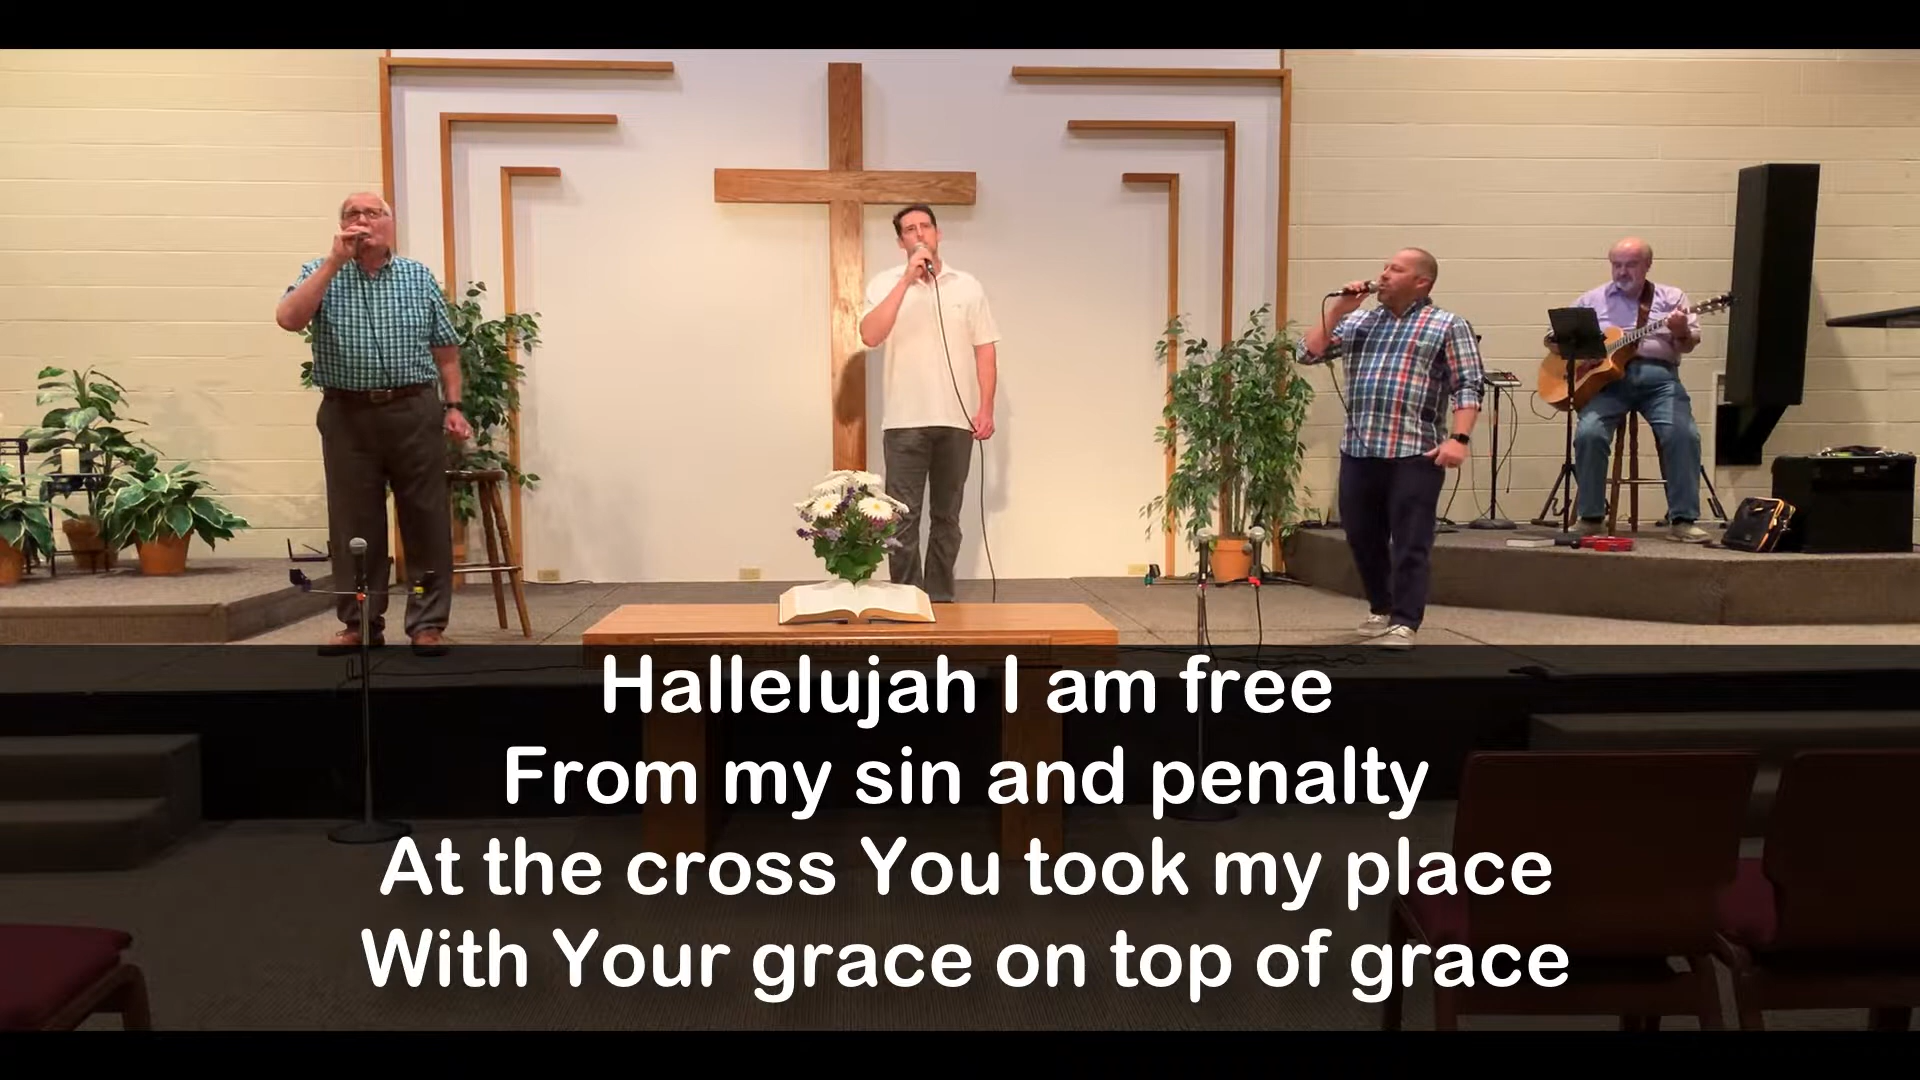 Hallelujah I am free
From my sin and penalty
At the cross You took my place
With Your grace on top of grace